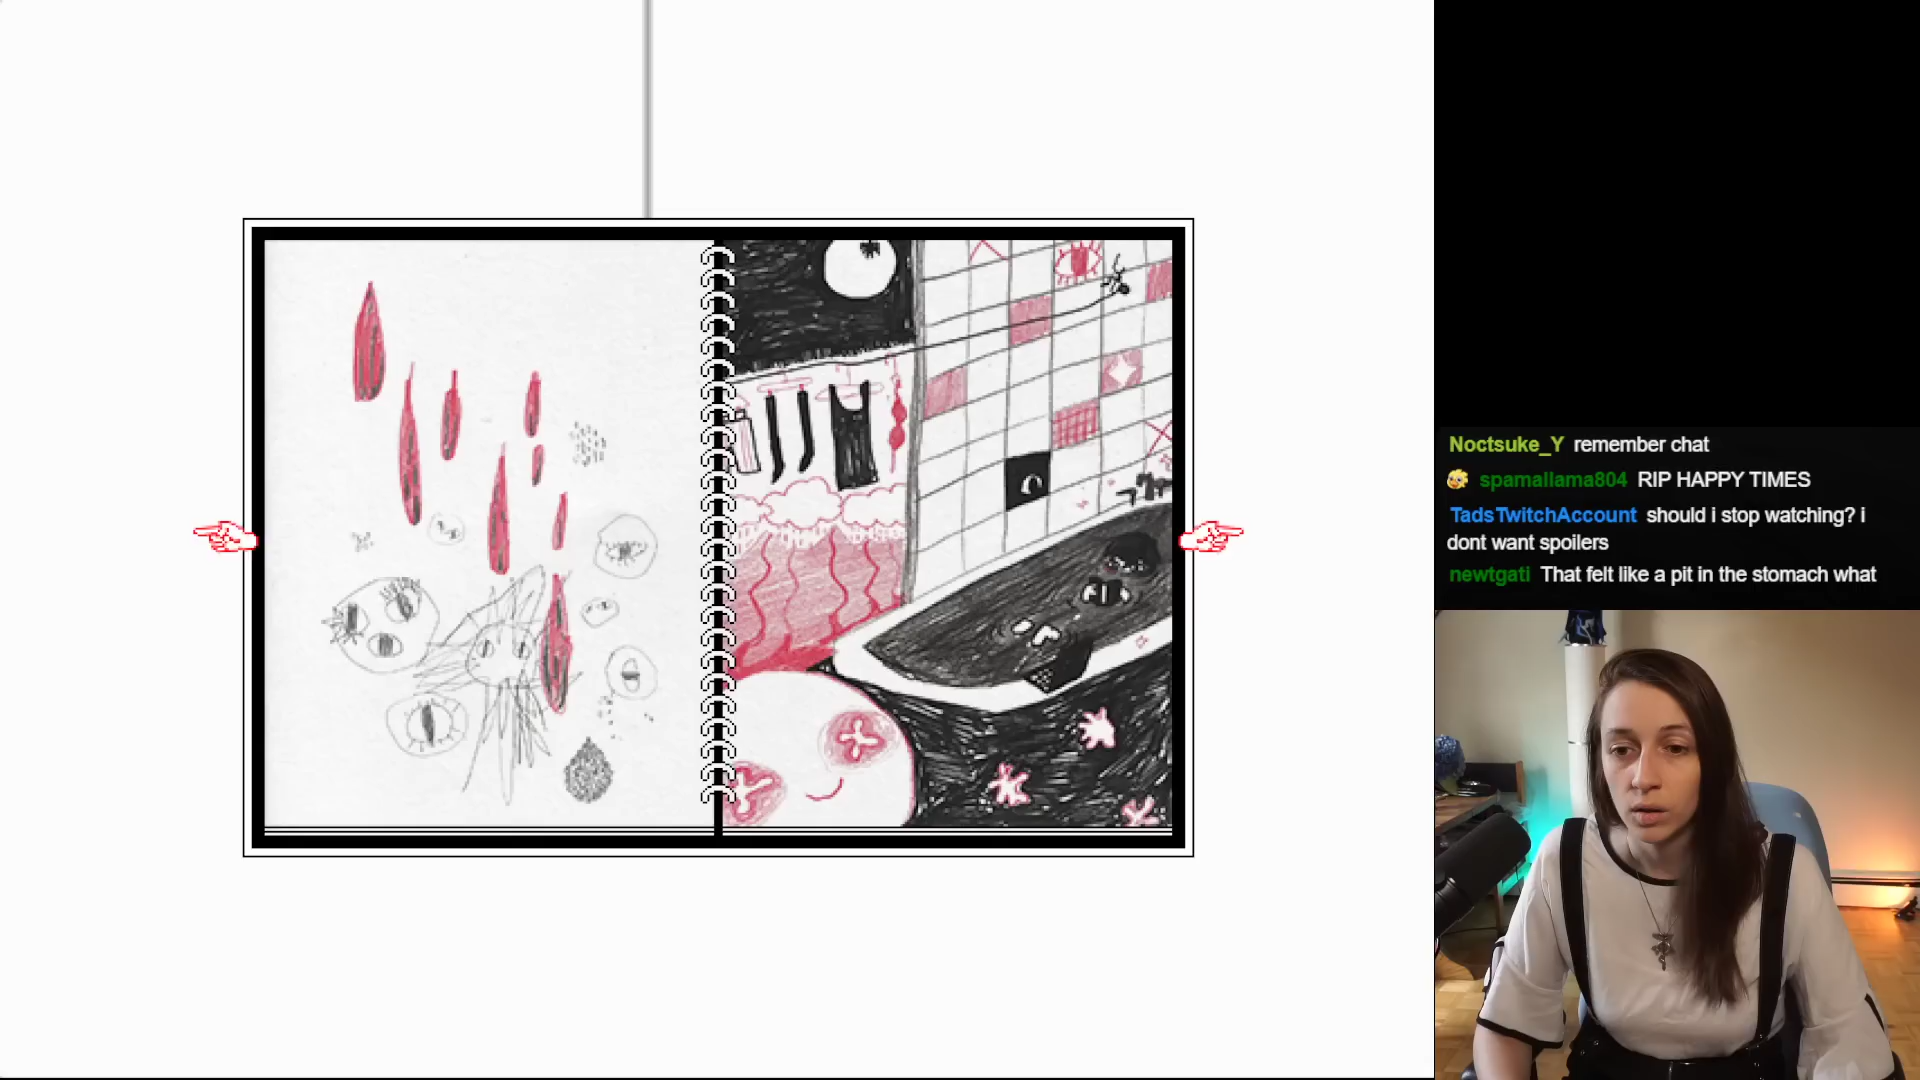 Noctsuke_Y remember chat
spamallama804 RIP HAPPY TIMES
TadsTwitchAccount should i stop watching? i
dont want spoilers
newtgati That felt like a pit in the stomach what